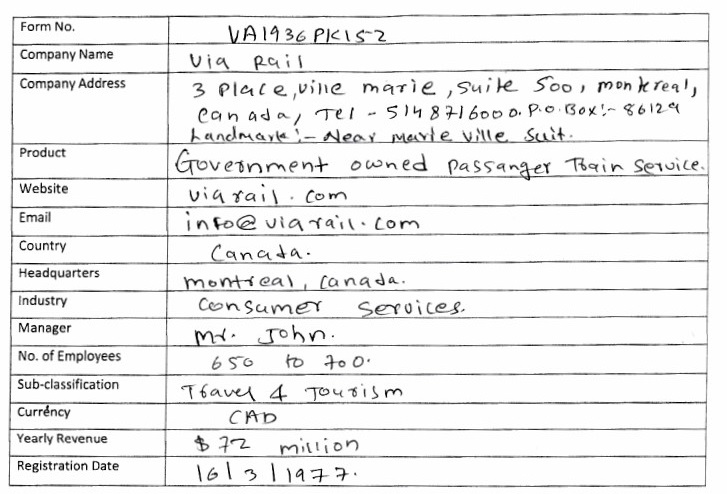 Form No. VA1936PK152
Company Name Via Rail
Company Address 3 Place, ville marie, suite 500, montreal,
Canada, Tel - 5148716000. P.O.Box:- 86129
Landmark:- Near marie ville suit.
Product Government owned passanger Train service.
Website viarail.com
Email info@viarail.com
Country Canada.
Headquarters montreal, canada.
Industry Consumer services.
Manager Mr. John.
No. of Employees 650 to 700.
Sub-classification Travel & Tourism
Currency CAD
Yearly Revenue $72 million
Registration Date 16/3/1977.